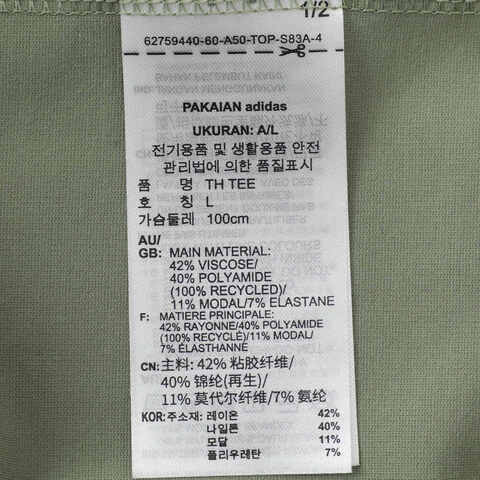 1/2
62759440-60-A50-TOP-S83A-4
PAKAIAN adidas
UKURAN: A/L
전기용품 및 생활용품 안전
관리법에 의한 품질표시
품 명 TH TEE
호 칭 L
가슴둘레 100cm
AU/
GB: MAIN MATERIAL:
42% VISCOSE/
40% POLYAMIDE
(100% RECYCLED)/
11% MODAL/7% ELASTANE
F: MATIERE PRINCIPALE:
42% RAYONNE/40% POLYAMIDE
(100% RECYCLÉ)/11% MODAL/
7% ÉLASTHANNE
CN: 主料: 42% 粘胶纤维/
40% 锦纶(再生)/
11% 莫代尔纤维/7% 氨纶
KOR: 주소재: 레이온 42%
나일론 40%
모달 11%
폴리우레탄 7%